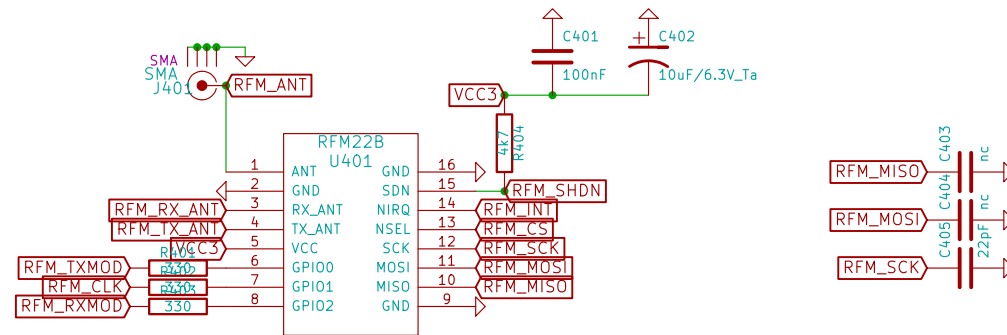 C401
100nF
C402
10uF/6.3V_Ta
SMA
SMA
J401
RFM_ANT
VCC3
4k7
R404
RFM22B
U401
1 ANT GND 16
2 GND SDN 15 RFM_SHDN
RFM_RX_ANT 3 RX_ANT NIRQ 14 RFM_INT
RFM_TX_ANT 4 TX_ANT NSEL 13 RFM_CS
VCC3 5 VCC SCK 12 RFM_SCK
R401
RFM_TXMOD 330 6 GPIO0 MOSI 11 RFM_MOSI
R402
RFM_CLK 330 7 GPIO1 MISO 10 RFM_MISO
R403
RFM_RXMOD 330 8 GPIO2 GND 9
C403
nc
RFM_MISO
C404
nc
RFM_MOSI
C405
22pF
RFM_SCK